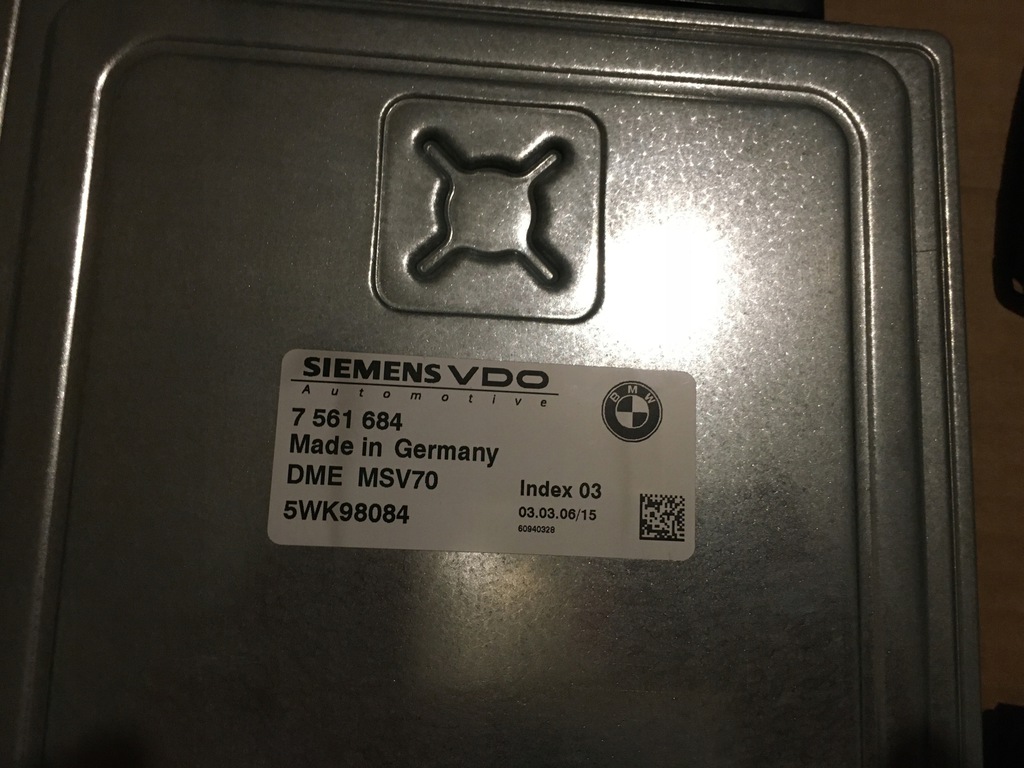 SIEMENS VDO
Automotive
BMW
7 561 684
Made in Germany
DME MSV70
Index 03
5WK98084
03.03.06/15
60940328